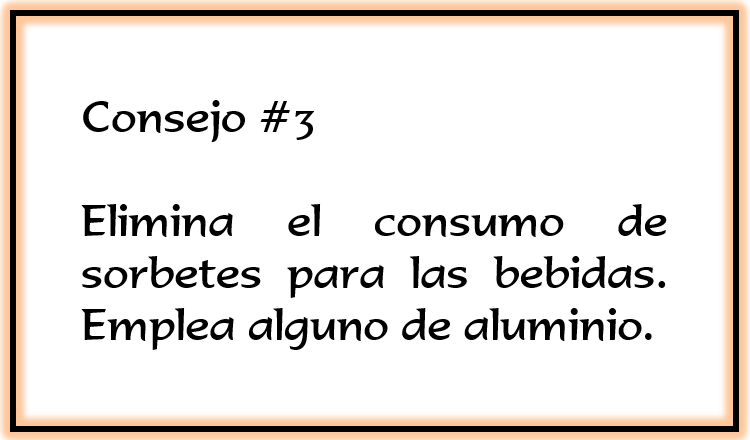 Consejo #3
Elimina el consumo de
sorbetes para las bebidas.
Emplea alguno de aluminio.